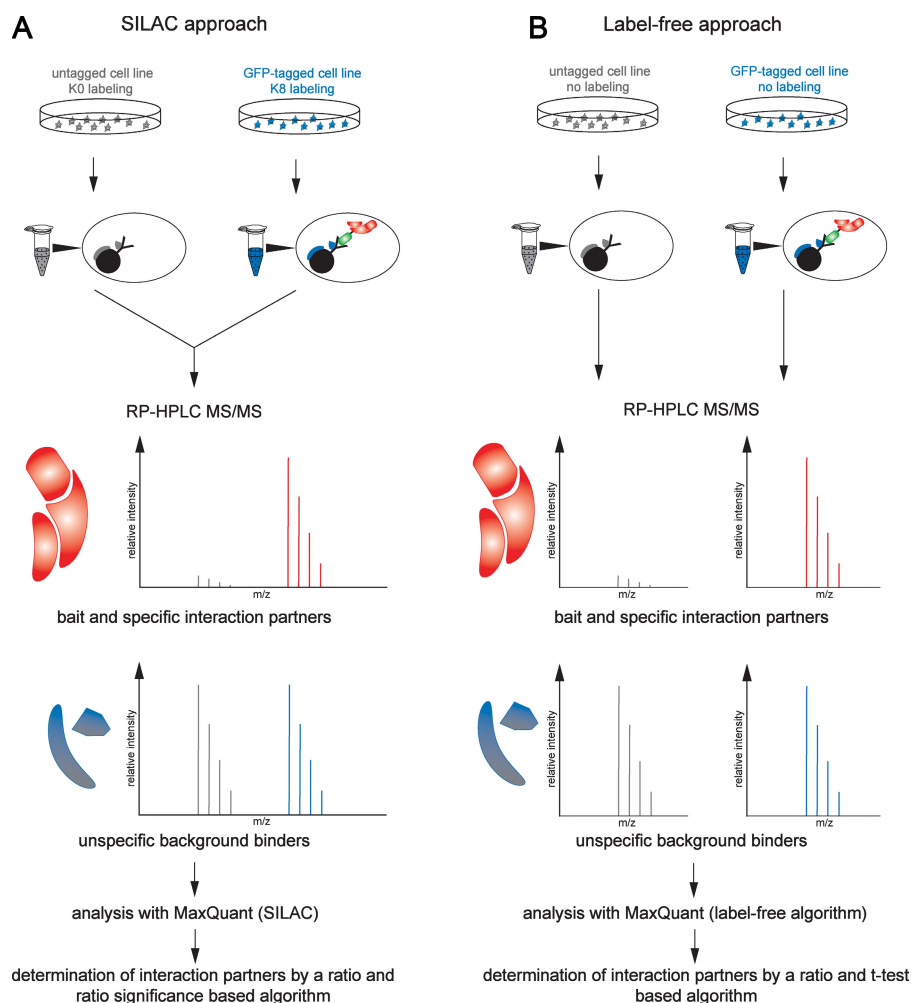 A
SILAC approach
untagged cell line
K0 labeling
GFP-tagged cell line
K8 labeling
RP-HPLC MS/MS
relative intensity
m/z
bait and specific interaction partners
relative intensity
m/z
unspecific background binders
analysis with MaxQuant (SILAC)
determination of interaction partners by a ratio and
ratio significance based algorithm
B
Label-free approach
untagged cell line
no labeling
GFP-tagged cell line
no labeling
RP-HPLC MS/MS
relative intensity
m/z
relative intensity
m/z
bait and specific interaction partners
relative intensity
m/z
relative intensity
m/z
unspecific background binders
analysis with MaxQuant (label-free algorithm)
determination of interaction partners by a ratio and t-test
based algorithm